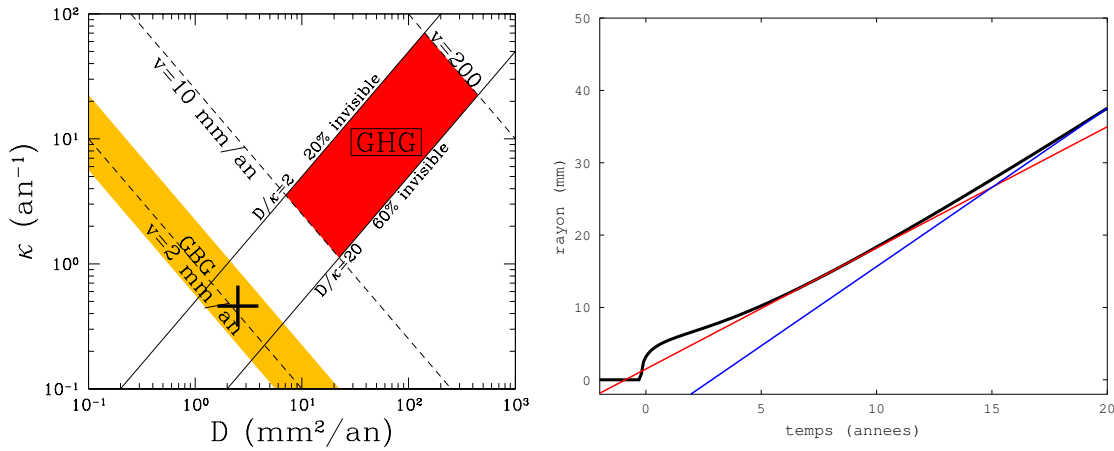 10²
10¹
10⁰
10⁻¹
κ (an⁻¹)
v=10 mm/an
v=200
20% invisible
GHG
60% invisible
D/κ=2
D/κ=20
GBG
v=2 mm/an
10⁻¹
10⁰
10¹
10²
10³
D (mm²/an)
50
40
30
20
10
0
rayon (mm)
0
5
10
15
20
temps (annees)